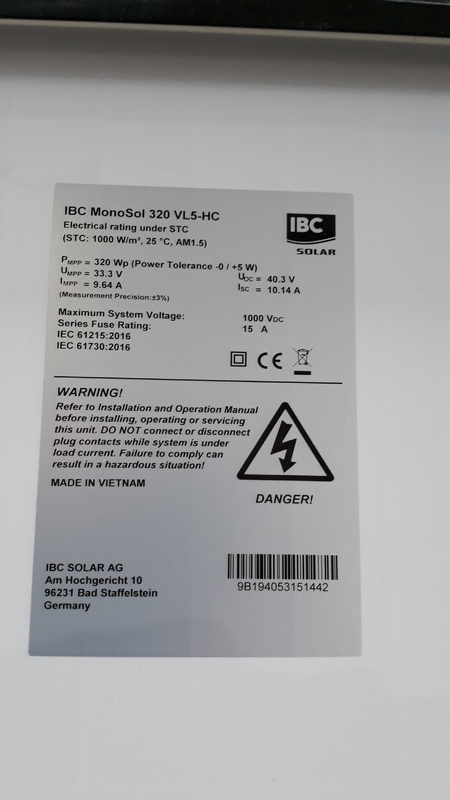 IBC MonoSol 320 VL5-HC
Electrical rating under STC
(STC: 1000 W/m², 25 °C, AM1.5)
IBC
SOLAR
PMPP = 320 Wp (Power Tolerance -0 / +5 W)
UMPP = 33.3 V
UOC = 40.3 V
IMPP = 9.64 A
ISC = 10.14 A
(Measurement Precision:±3%)
Maximum System Voltage: 1000 VDC
Series Fuse Rating: 15 A
IEC 61215:2016
IEC 61730:2016
CE
WARNING!
Refer to Installation and Operation Manual
before installing, operating or servicing
this unit. DO NOT connect or disconnect
plug contacts while system is under
load current. Failure to comply can
result in a hazardous situation!
DANGER!
MADE IN VIETNAM
IBC SOLAR AG
Am Hochgericht 10
96231 Bad Staffelstein
Germany
9B194053151442